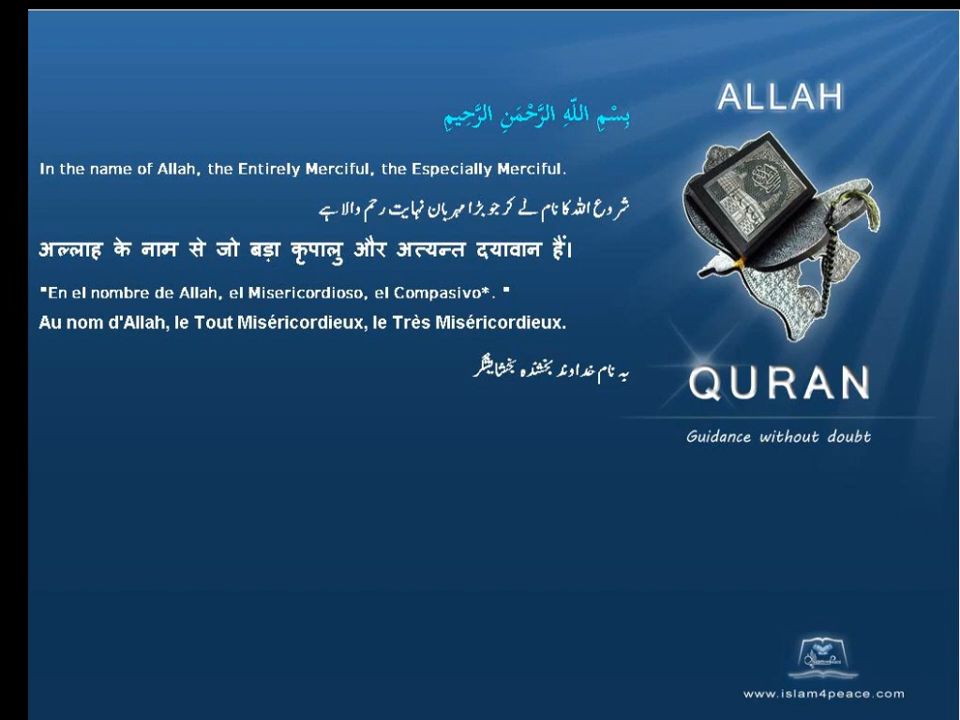 بِسْمِ اللَّهِ الرَّحْمَنِ الرَّحِيمِ
In the name of Allah, the Entirely Merciful, the Especially Merciful.
شروع اللہ کا نام لے کر جو بڑا مہربان نہایت رحم والا ہے
अल्लाह के नाम से जो बड़ा कृपालु और अत्यन्त दयावान हैं।
"En el nombre de Allah, el Misericordioso, el Compasivo*. "
Au nom d'Allah, le Tout Miséricordieux, le Très Miséricordieux.
به نام خداوند بخشنده بخشایشگر
ALLAH
QURAN
Guidance without doubt
www.islam4peace.com